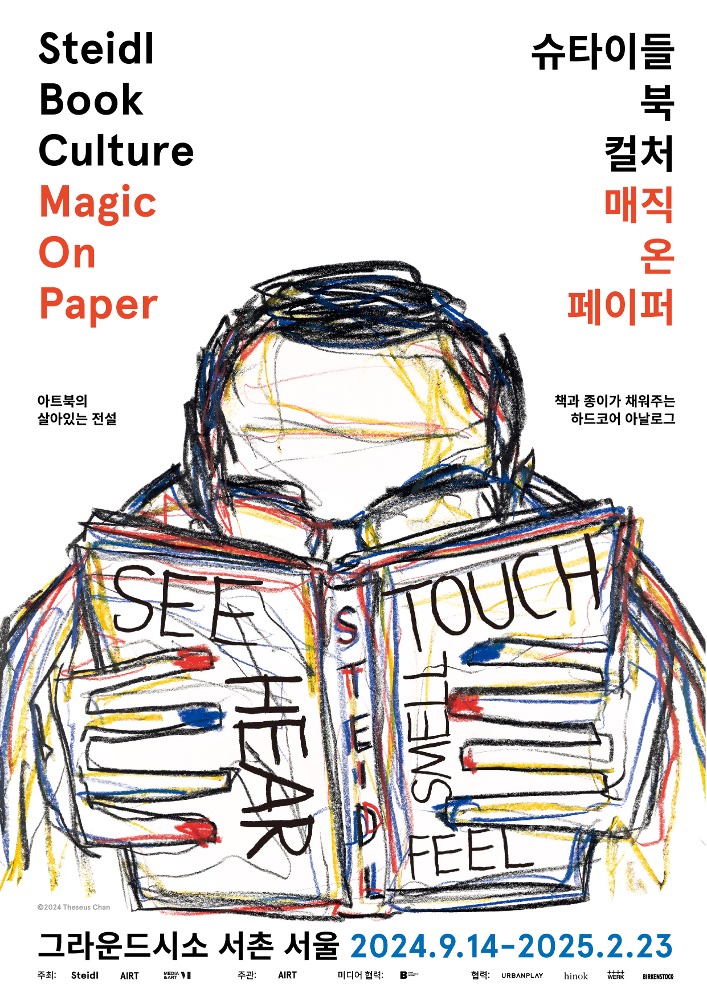 Steidl
Book
Culture
Magic
On
Paper
슈타이들
북
컬처
매직
온
페이퍼
아트북의
살아있는 전설
책과 종이가 채워주는
하드코어 아날로그
SEE
HEAR
STEIDL
TOUCH
SMELL
FEEL
©2024 Theseus Chan
그라운드시소 서촌 서울 2024.9.14–2025.2.23
주최: Steidl AIRT MEDIA &ART 주관: AIRT 미디어 협력: B 협력: URBANPLAY hinok WERK BIRKENSTOCK